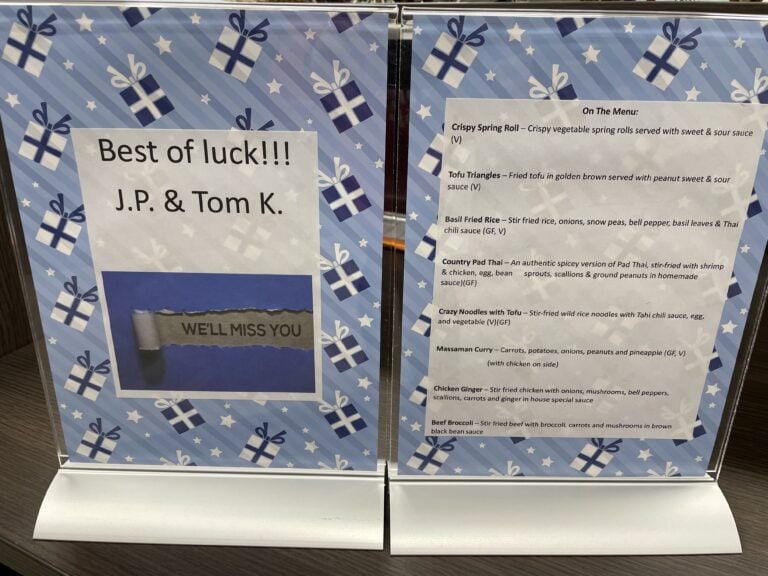 Best of luck!!!
J.P. & Tom K.
WE'LL MISS YOU
On The Menu:
Crispy Spring Roll – Crispy vegetable spring rolls served with sweet & sour sauce
(V)
Tofu Triangles – Fried tofu in golden brown served with peanut sweet & sour
sauce (V)
Basil Fried Rice – Stir fried rice, onions, snow peas, bell pepper, basil leaves & Thai
chili sauce (GF, V)
Country Pad Thai – An authentic spicey version of Pad Thai, stir-fried with shrimp
& chicken, egg, bean sprouts, scallions & ground peanuts in homemade
sauce)(GF)
Crazy Noodles with Tofu – Stir-fried wild rice noodles with Tahi chili sauce, egg,
and vegetable (V)(GF)
Massaman Curry – Carrots, potatoes, onions, peanuts and pineapple (GF, V)
(with chicken on side)
Chicken Ginger – Stir fried chicken with onions, mushrooms, bell peppers,
scallions, carrots and ginger in house special sauce
Beef Broccoli – Stir fried beef with broccoli, carrots and mushrooms in brown
black bean sauce